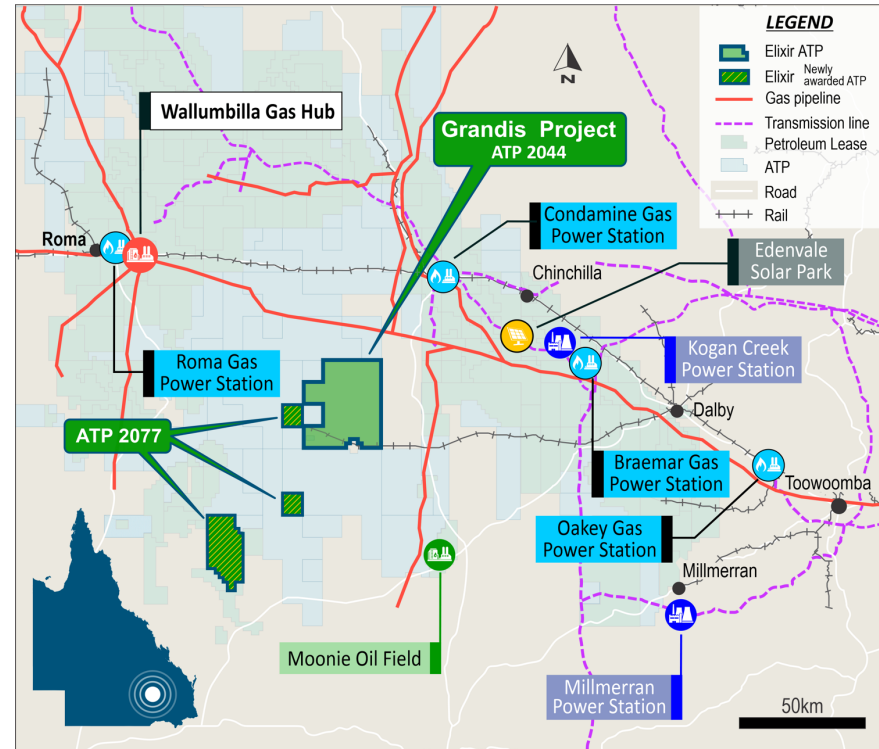 LEGEND
Elixir ATP
Elixir Newly awarded ATP
Gas pipeline
Transmission line
Petroleum Lease
ATP
Road
Rail
N
Wallumbilla Gas Hub
Grandis Project
ATP 2044
Condamine Gas
Power Station
Roma
Chinchilla
Edenvale
Solar Park
Roma Gas
Power Station
Kogan Creek
Power Station
Dalby
ATP 2077
Braemar Gas
Power Station
Toowoomba
Oakey Gas
Power Station
Millmerran
Moonie Oil Field
Millmerran
Power Station
50km